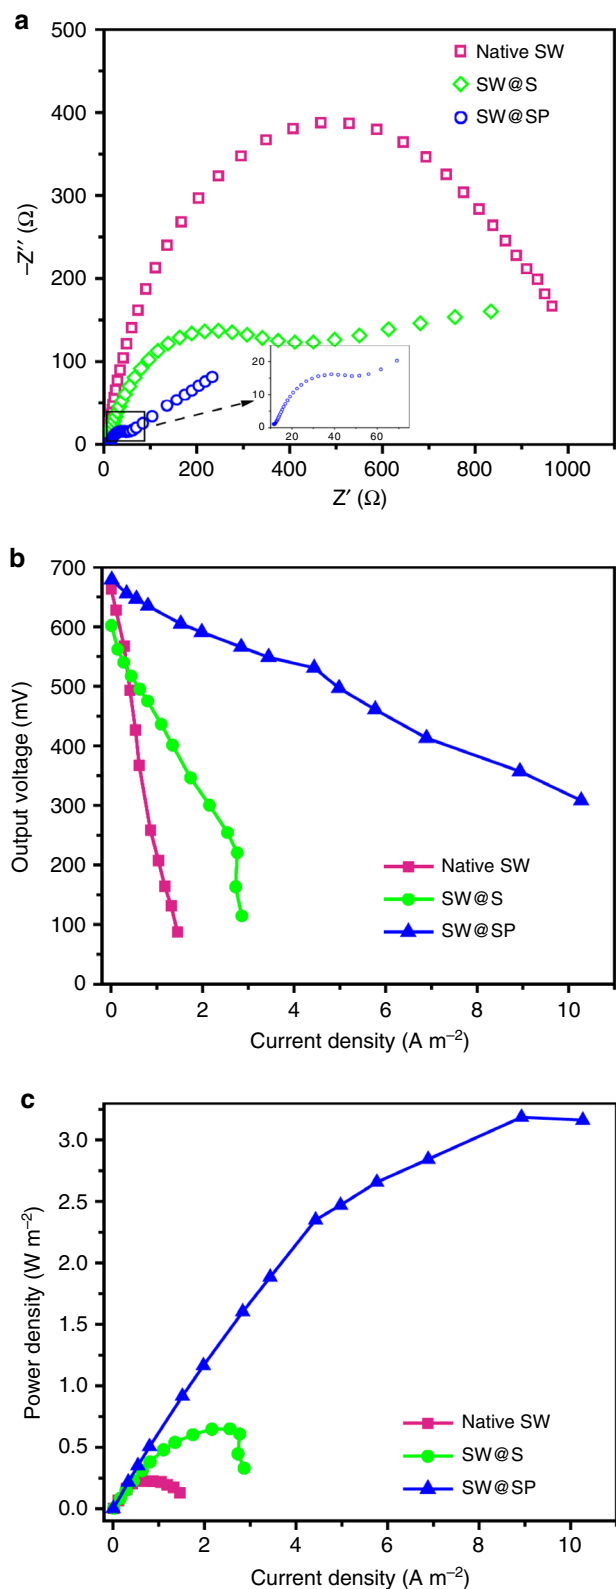 a
500
400
300
200
100
0
–Z″ (Ω)
Native SW
SW@S
SW@SP
20
15
10
0
20 40 60
0 200 400 600 800 1000
Z′ (Ω)
b
700
600
500
400
300
200
100
0
Output voltage (mV)
Native SW
SW@S
SW@SP
0 2 4 6 8 10
Current density (A m⁻²)
c
3.0
2.5
2.0
1.5
1.0
0.5
0.0
Power density (W m⁻²)
Native SW
SW@S
SW@SP
0 2 4 6 8 10
Current density (A m⁻²)